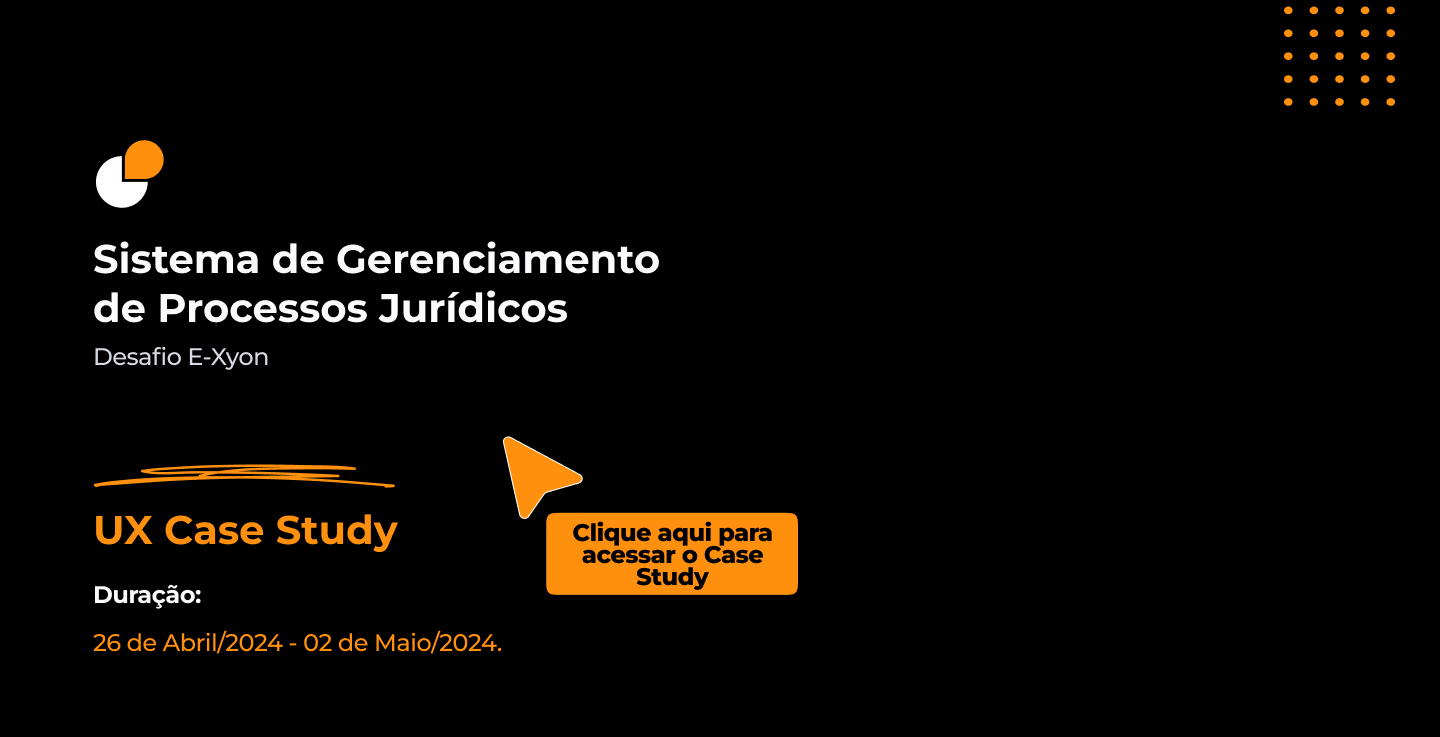 Sistema de Gerenciamento
de Processos Jurídicos
Desafio E-Xyon
UX Case Study
Clique aqui para
acessar o Case
Study
Duração:
26 de Abril/2024 - 02 de Maio/2024.